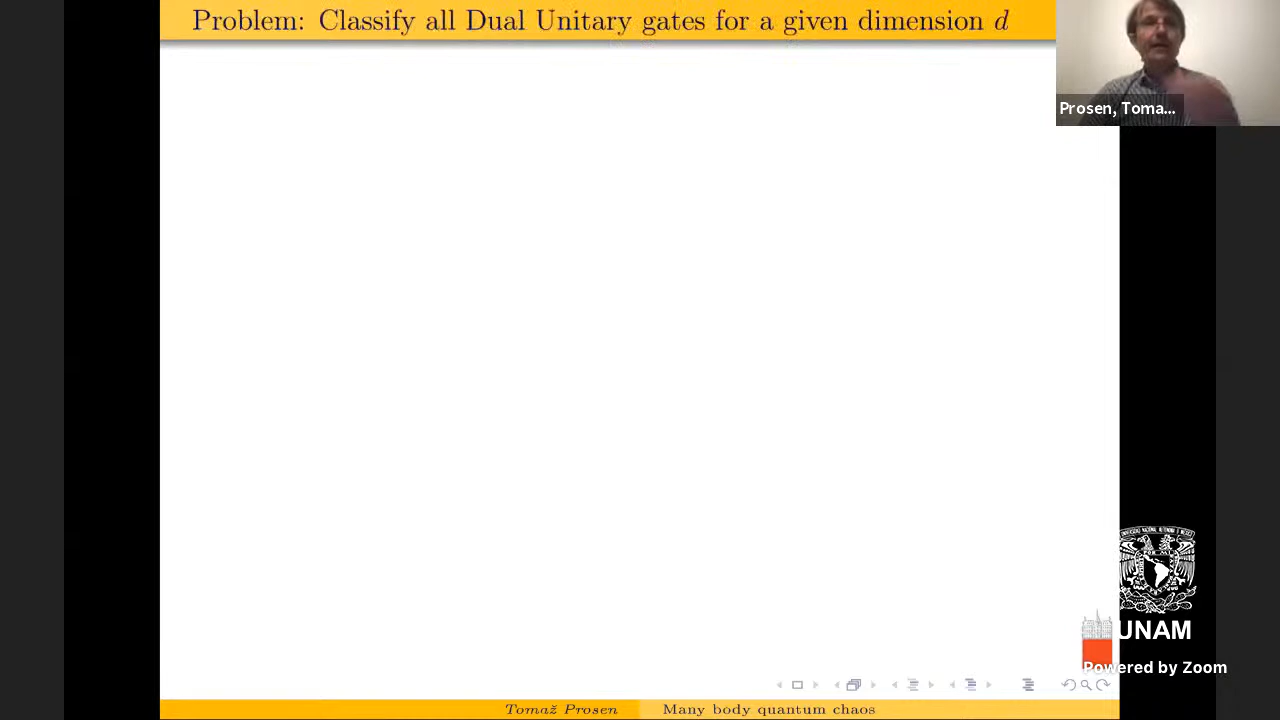 Problem: Classify all Dual Unitary gates for a given dimension d
Prosen, Toma...
UNAM
Powered by Zoom
Tomaž Prosen
Many body quantum chaos